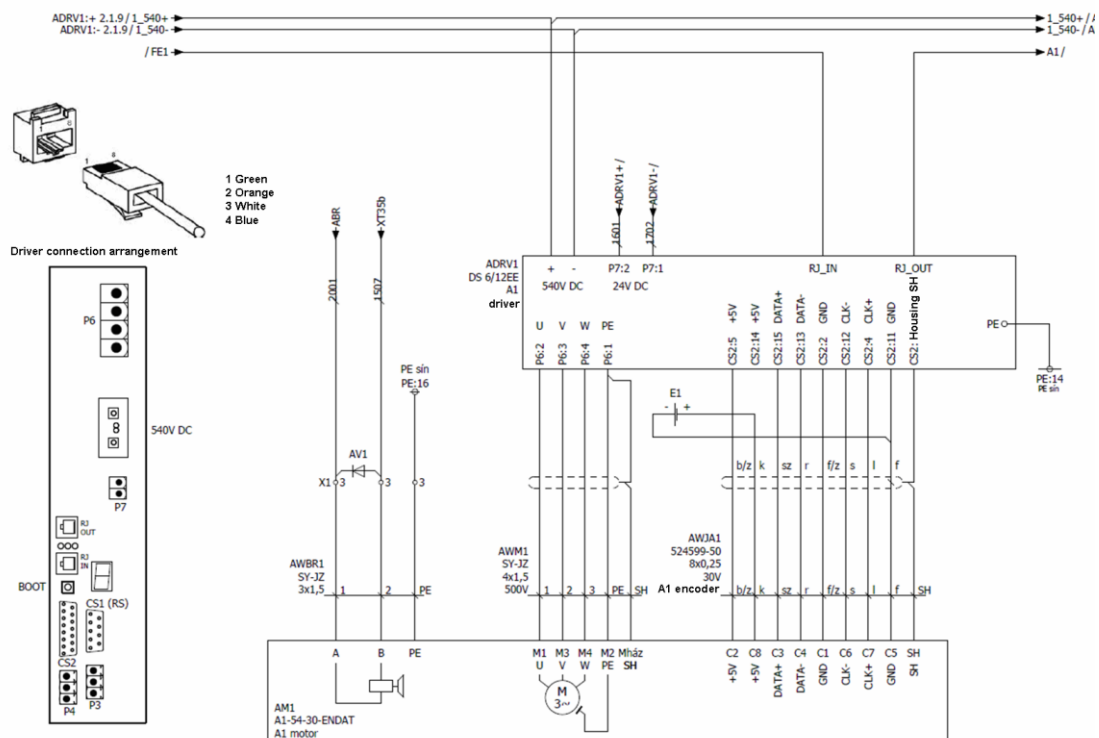 ADRV1:+ 2.1.9 / 1_540+
ADRV1:- 2.1.9 / 1_540-
/ FE1
1_540+ / A
1_540- / A
A1 /
1 8
1 8
1 Green
2 Orange
3 White
4 Blue
Driver connection arrangement
P6
540V DC
P7
RJ
OUT
RJ
IN
BOOT
CS1 (RS)
CS2
P4
P3
ABR
XT35b
2001
1507
PE sín
PE:16
AV1
X1 3 3 3
AWBR1
SY-JZ
3x1,5
1 2 PE
ADRV1+/
ADRV1-/
1601
1702
ADRV1
DS 6/12EE
A1
driver
+ - P7:2 P7:1 RJ_IN RJ_OUT
540V DC 24V DC
U V W PE
P6:2 P6:3 P6:4 P6:1
+5V +5V DATA+ DATA- GND CLK- CLK+ GND Housing SH
CS2:5 CS2:14 CS2:15 CS2:13 CS2:2 CS2:12 CS2:4 CS2:11 CS2:
PE
PE:14
PE sín
E1
- +
b/z k sz r f/z s l f
AWM1
SY-JZ
4x1,5
500V
1 2 3 PE SH
AWJA1
524599-50
8x0,25
30V
A1 encoder
b/z k sz r f/z s l f SH
A B PE
M1 M3 M4 M2 Mház
U V W PE SH
M
3~
C2 C8 C3 C4 C1 C6 C7 C5 SH
+5V +5V DATA+ DATA- GND CLK- CLK+ GND SH
AM1
A1-54-30-ENDAT
A1 motor